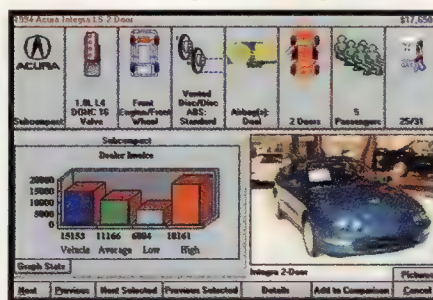 1994 Acura Integra LS 2 Door $17,650
ACURA
Subcompact
1.8L L4
DOHC 16
Valve
Front
Engine/Front
Wheel
Vented
Disc/Disc
ABS:
Standard
Airbag(s):
Dual
2 Doors
5
Passengers
25/31
Subcompact
Dealer Invoice
20000
15000
10000
5000
0
15153 11166 6884 18161
Vehicle Average Low High
Graph Stats
Integra 2-Door
Pictures
Next Previous Next Selected Previous Selected Details Add to Comparison Cancel